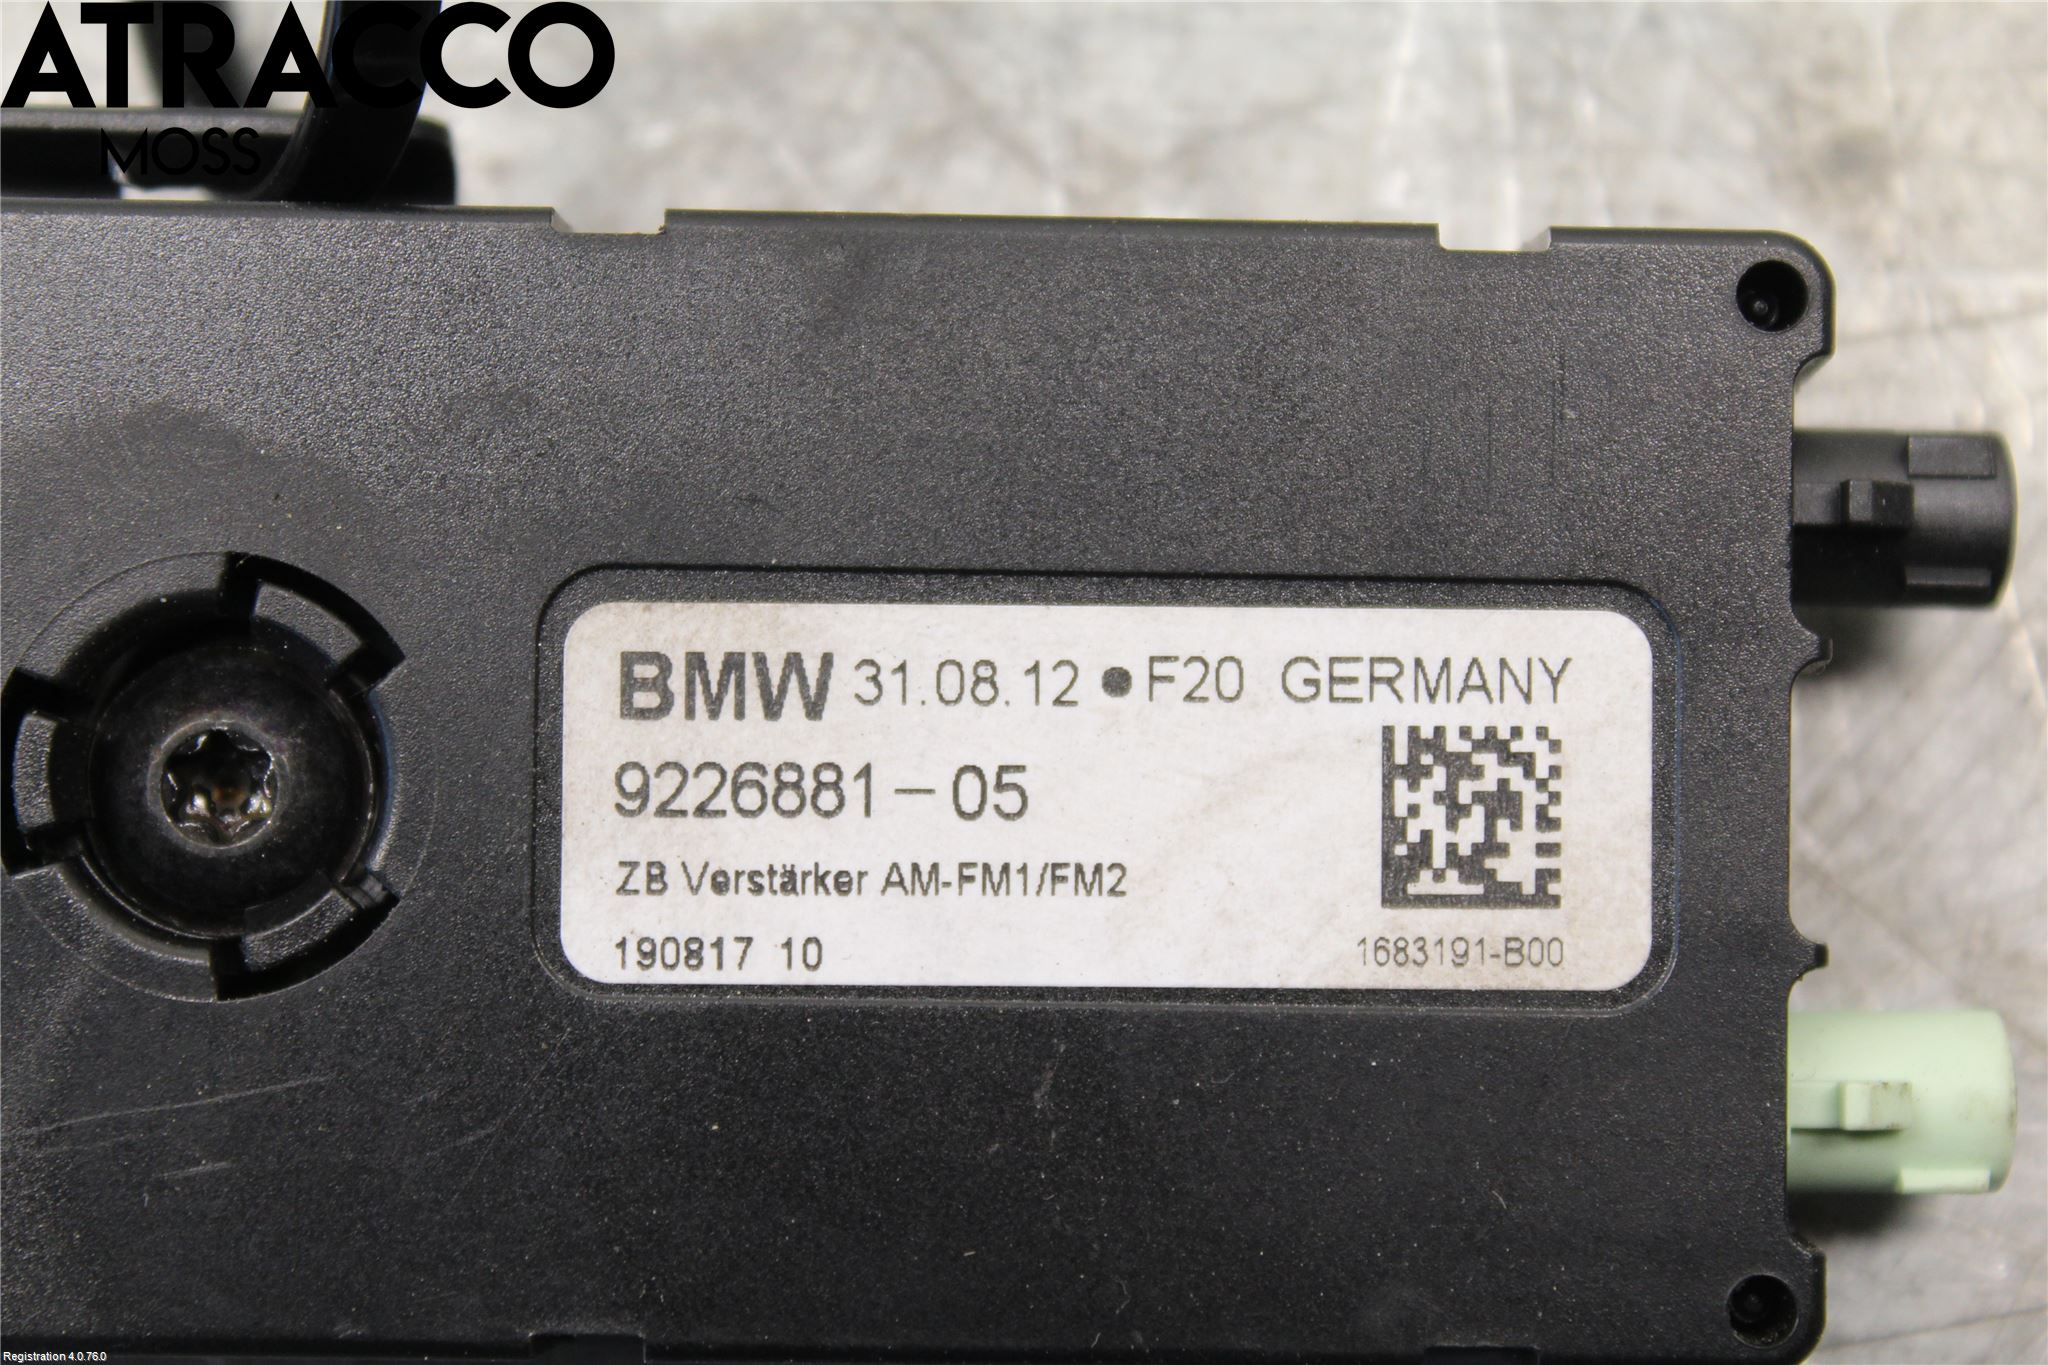 ATRACCO
MOSS
BMW 31.08.12 ● F20 GERMANY
9226881-05
ZB Verstärker AM-FM1/FM2
190817 10
1683191-B00
Registration 4.0.76.0